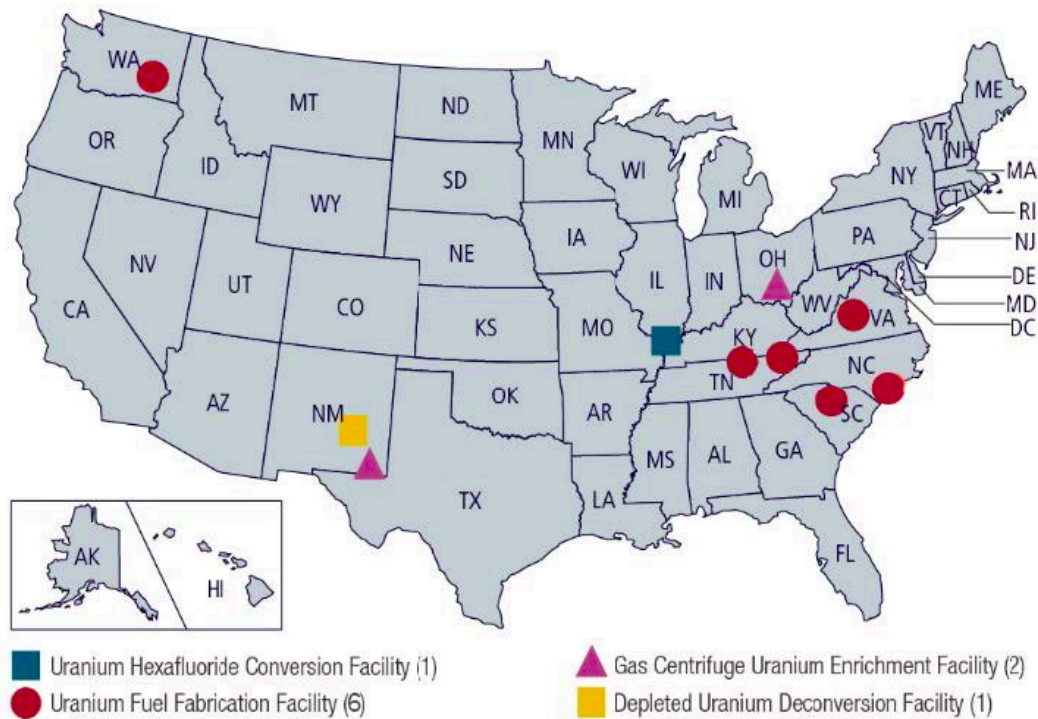 WA
MT
ND
MN
ME
VT
NH
OR
ID
SD
WI
NY
MA
WY
MI
CT
RI
NE
IA
PA
NJ
NV
UT
CO
IL
IN
OH
DE
CA
KS
MO
WV
VA
MD
DC
KY
AZ
NM
OK
AR
TN
NC
SC
TX
LA
MS
AL
GA
FL
AK
HI
Uranium Hexafluoride Conversion Facility (1)
Gas Centrifuge Uranium Enrichment Facility (2)
Uranium Fuel Fabrication Facility (6)
Depleted Uranium Deconversion Facility (1)